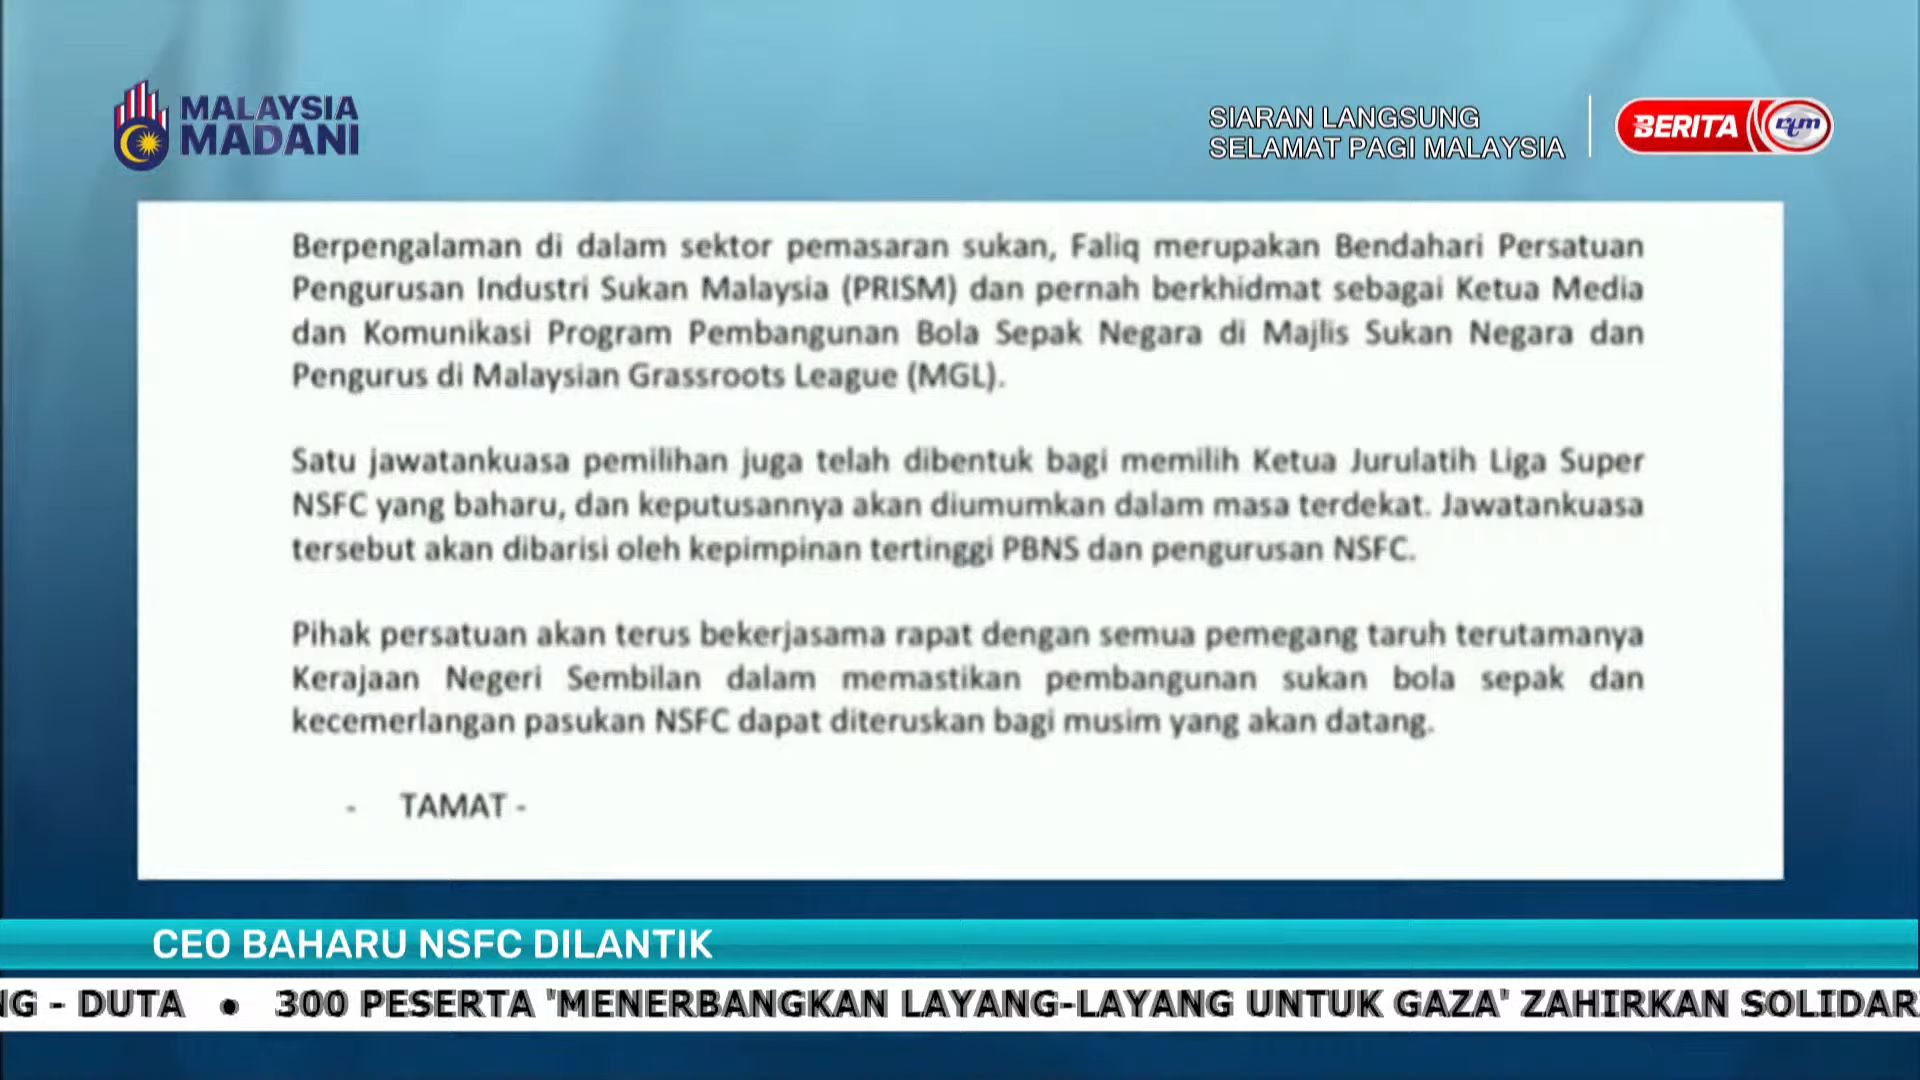 MALAYSIA
MADANI
SIARAN LANGSUNG
SELAMAT PAGI MALAYSIA
BERITA rtm
Berpengalaman di dalam sektor pemasaran sukan, Faliq merupakan Bendahari Persatuan
Pengurusan Industri Sukan Malaysia (PRISM) dan pernah berkhidmat sebagai Ketua Media
dan Komunikasi Program Pembangunan Bola Sepak Negara di Majlis Sukan Negara dan
Pengurus di Malaysian Grassroots League (MGL).
Satu jawatankuasa pemilihan juga telah dibentuk bagi memilih Ketua Jurulatih Liga Super
NSFC yang baharu, dan keputusannya akan diumumkan dalam masa terdekat. Jawatankuasa
tersebut akan dibarisi oleh kepimpinan tertinggi PBNS dan pengurusan NSFC.
Pihak persatuan akan terus bekerjasama rapat dengan semua pemegang taruh terutamanya
Kerajaan Negeri Sembilan dalam memastikan pembangunan sukan bola sepak dan
kecemerlangan pasukan NSFC dapat diteruskan bagi musim yang akan datang.
- TAMAT -
CEO BAHARU NSFC DILANTIK
NG - DUTA • 300 PESERTA 'MENERBANGKAN LAYANG-LAYANG UNTUK GAZA' ZAHIRKAN SOLIDAR